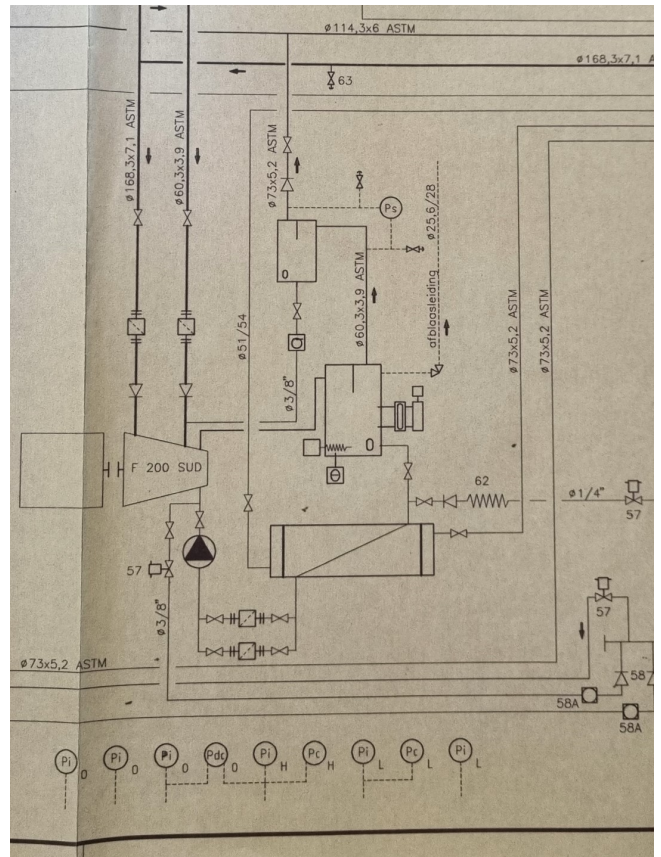 ø114,3x6 ASTM
ø168,3x7,1 A
63
ø168,3x7,1 ASTM
ø60,3x3,9 ASTM
ø73x5,2 ASTM
Ps
ø25,6/28
afblaasleiding
ø60,3x3,9 ASTM
ø73x5,2 ASTM
ø73x5,2 ASTM
ø51/54
ø3/8"
O
O
F 200 SUD
62
ø1/4"
57
57
57
ø3/8"
ø73x5,2 ASTM
58
58A
58A
Pi O
Pi O
Pi O
Pdc O
Pi H
Pc H
Pi L
Pc L
Pi L